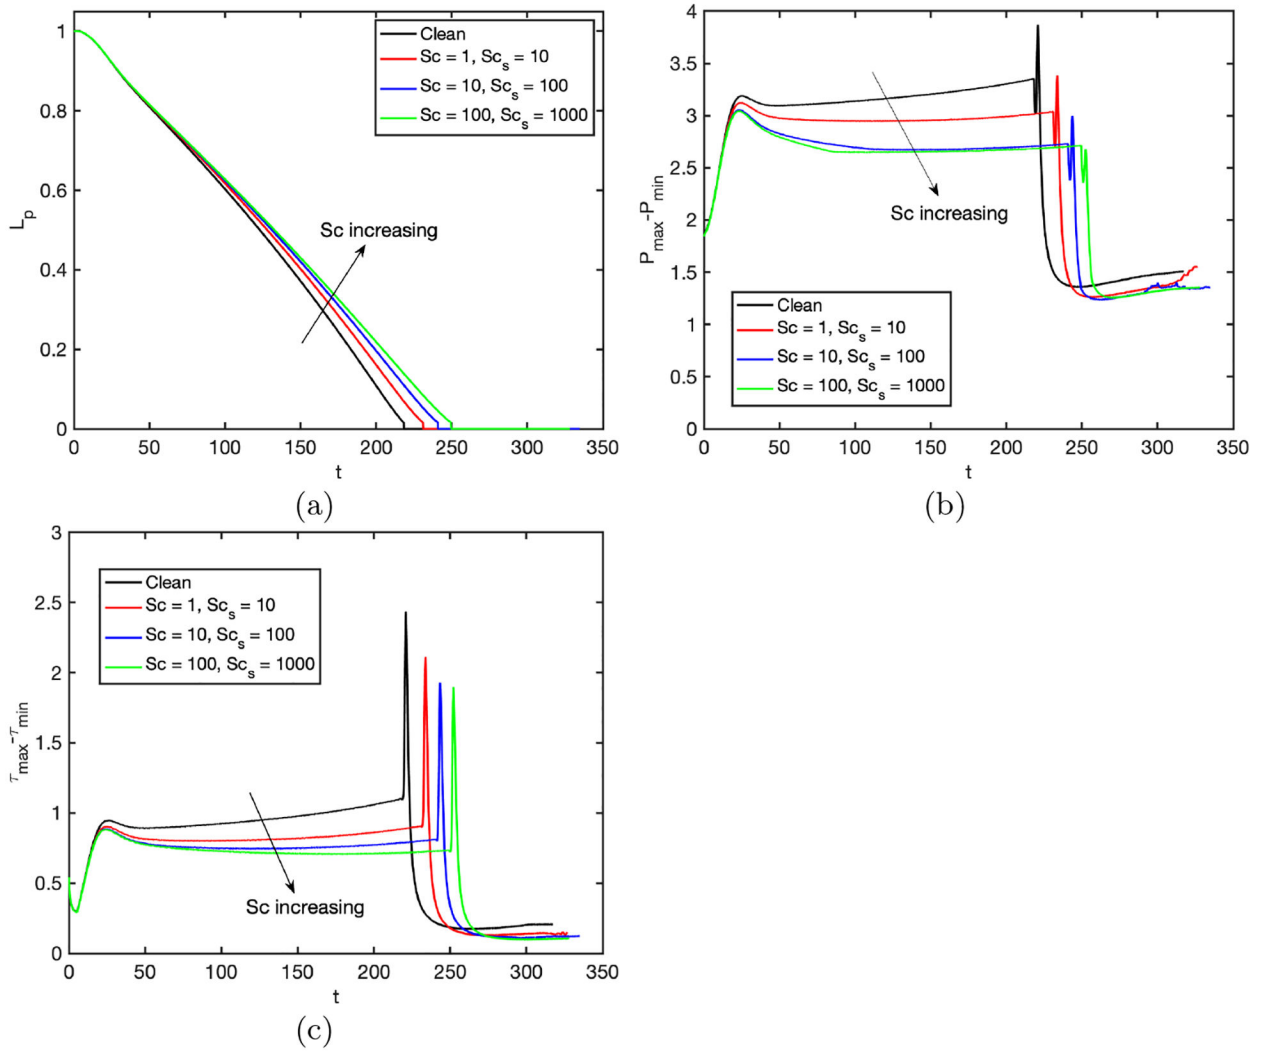 1
0.8
0.6
0.4
0.2
0
L_p
0 50 100 150 200 250 300 350
t
Clean
Sc = 1, Sc_s = 10
Sc = 10, Sc_s = 100
Sc = 100, Sc_s = 1000
Sc increasing
(a)
4
3.5
3
2.5
2
1.5
1
0.5
0
P_max-P_min
0 50 100 150 200 250 300 350
t
Sc increasing
Clean
Sc = 1, Sc_s = 10
Sc = 10, Sc_s = 100
Sc = 100, Sc_s = 1000
(b)
3
2.5
2
1.5
1
0.5
0
τ_max-τ_min
0 50 100 150 200 250 300 350
t
Clean
Sc = 1, Sc_s = 10
Sc = 10, Sc_s = 100
Sc = 100, Sc_s = 1000
Sc increasing
(c)